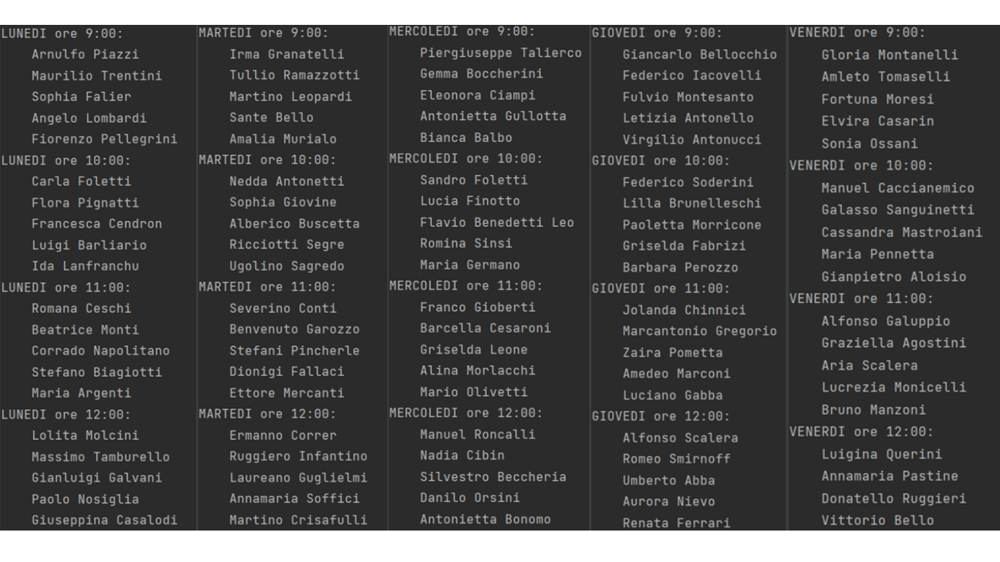 LUNEDI ore 9:00:
Arnulfo Piazzi
Maurilio Trentini
Sophia Falier
Angelo Lombardi
Fiorenzo Pellegrini
LUNEDI ore 10:00:
Carla Foletti
Flora Pignatti
Francesca Cendron
Luigi Barliario
Ida Lanfranchu
LUNEDI ore 11:00:
Romana Ceschi
Beatrice Monti
Corrado Napolitano
Stefano Biagiotti
Maria Argenti
LUNEDI ore 12:00:
Lolita Molcini
Massimo Tamburello
Gianluigi Galvani
Paolo Nosiglia
Giuseppina Casalodi
MARTEDI ore 9:00:
Irma Granatelli
Tullio Ramazzotti
Martino Leopardi
Sante Bello
Amalia Murialo
MARTEDI ore 10:00:
Nedda Antonetti
Sophia Giovine
Alberico Buscetta
Ricciotti Segre
Ugolino Sagredo
MARTEDI ore 11:00:
Severino Conti
Benvenuto Garozzo
Stefani Pincherle
Dionigi Fallaci
Ettore Mercanti
MARTEDI ore 12:00:
Ermanno Correr
Ruggiero Infantino
Laureano Guglielmi
Annamaria Soffici
Martino Crisafulli
MERCOLEDI ore 9:00:
Piergiuseppe Talierco
Gemma Boccherini
Eleonora Ciampi
Antonietta Gullotta
Bianca Balbo
MERCOLEDI ore 10:00:
Sandro Foletti
Lucia Finotto
Flavio Benedetti Leo
Romina Sinsi
Maria Germano
MERCOLEDI ore 11:00:
Franco Gioberti
Barcella Cesaroni
Griselda Leone
Alina Morlacchi
Mario Olivetti
MERCOLEDI ore 12:00:
Manuel Roncalli
Nadia Cibin
Silvestro Beccheria
Danilo Orsini
Antonietta Bonomo
GIOVEDI ore 9:00:
Giancarlo Bellocchio
Federico Iacovelli
Fulvio Montesanto
Letizia Antonello
Virgilio Antonucci
GIOVEDI ore 10:00:
Federico Soderini
Lilla Brunelleschi
Paoletta Morricone
Griselda Fabrizi
Barbara Perozzo
GIOVEDI ore 11:00:
Jolanda Chinnici
Marcantonio Gregorio
Zaira Pometta
Amedeo Marconi
Luciano Gabba
GIOVEDI ore 12:00:
Alfonso Scalera
Romeo Smirnoff
Umberto Abba
Aurora Nievo
Renata Ferrari
VENERDI ore 9:00:
Gloria Montanelli
Amleto Tomaselli
Fortuna Moresi
Elvira Casarin
Sonia Ossani
VENERDI ore 10:00:
Manuel Caccianemico
Galasso Sanguinetti
Cassandra Mastroiani
Maria Pennetta
Gianpietro Aloisio
VENERDI ore 11:00:
Alfonso Galuppio
Graziella Agostini
Aria Scalera
Lucrezia Monicelli
Bruno Manzoni
VENERDI ore 12:00:
Luigina Querini
Annamaria Pastine
Donatello Ruggieri
Vittorio Bello